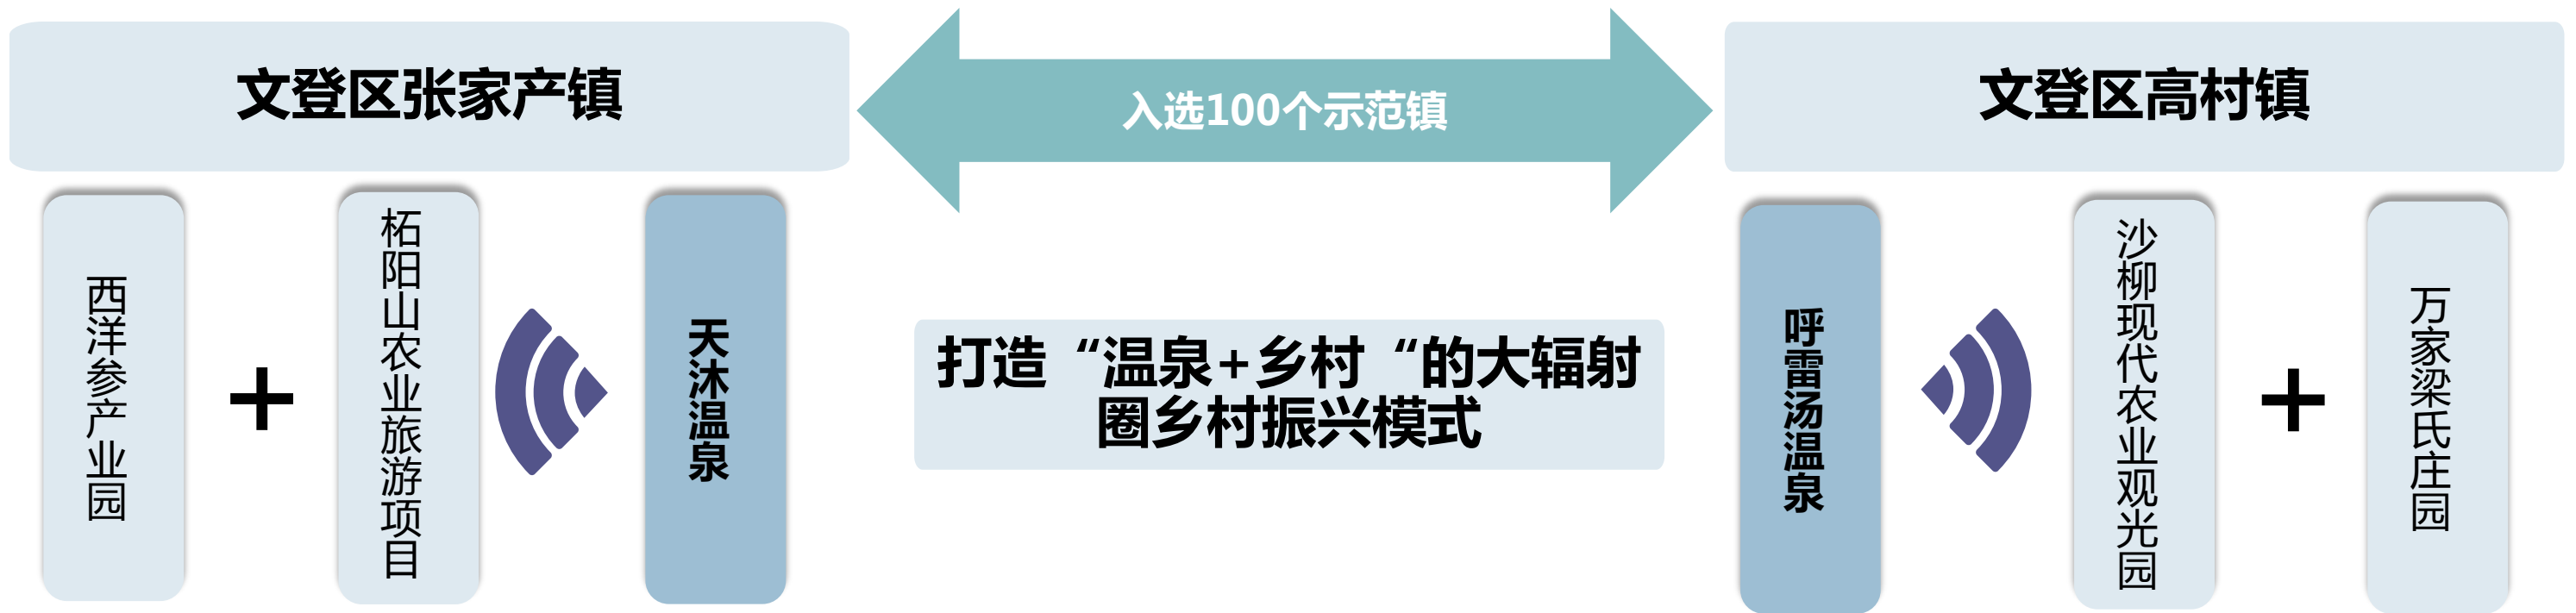 文登区张家产镇
入选100个示范镇
文登区高村镇
西洋参产业园
+
柘阳山农业旅游项目
天沐温泉
打造“温泉+乡村“的大辐射
圈乡村振兴模式
呼雷汤温泉
沙柳现代农业观光园
+
万家梁氏庄园